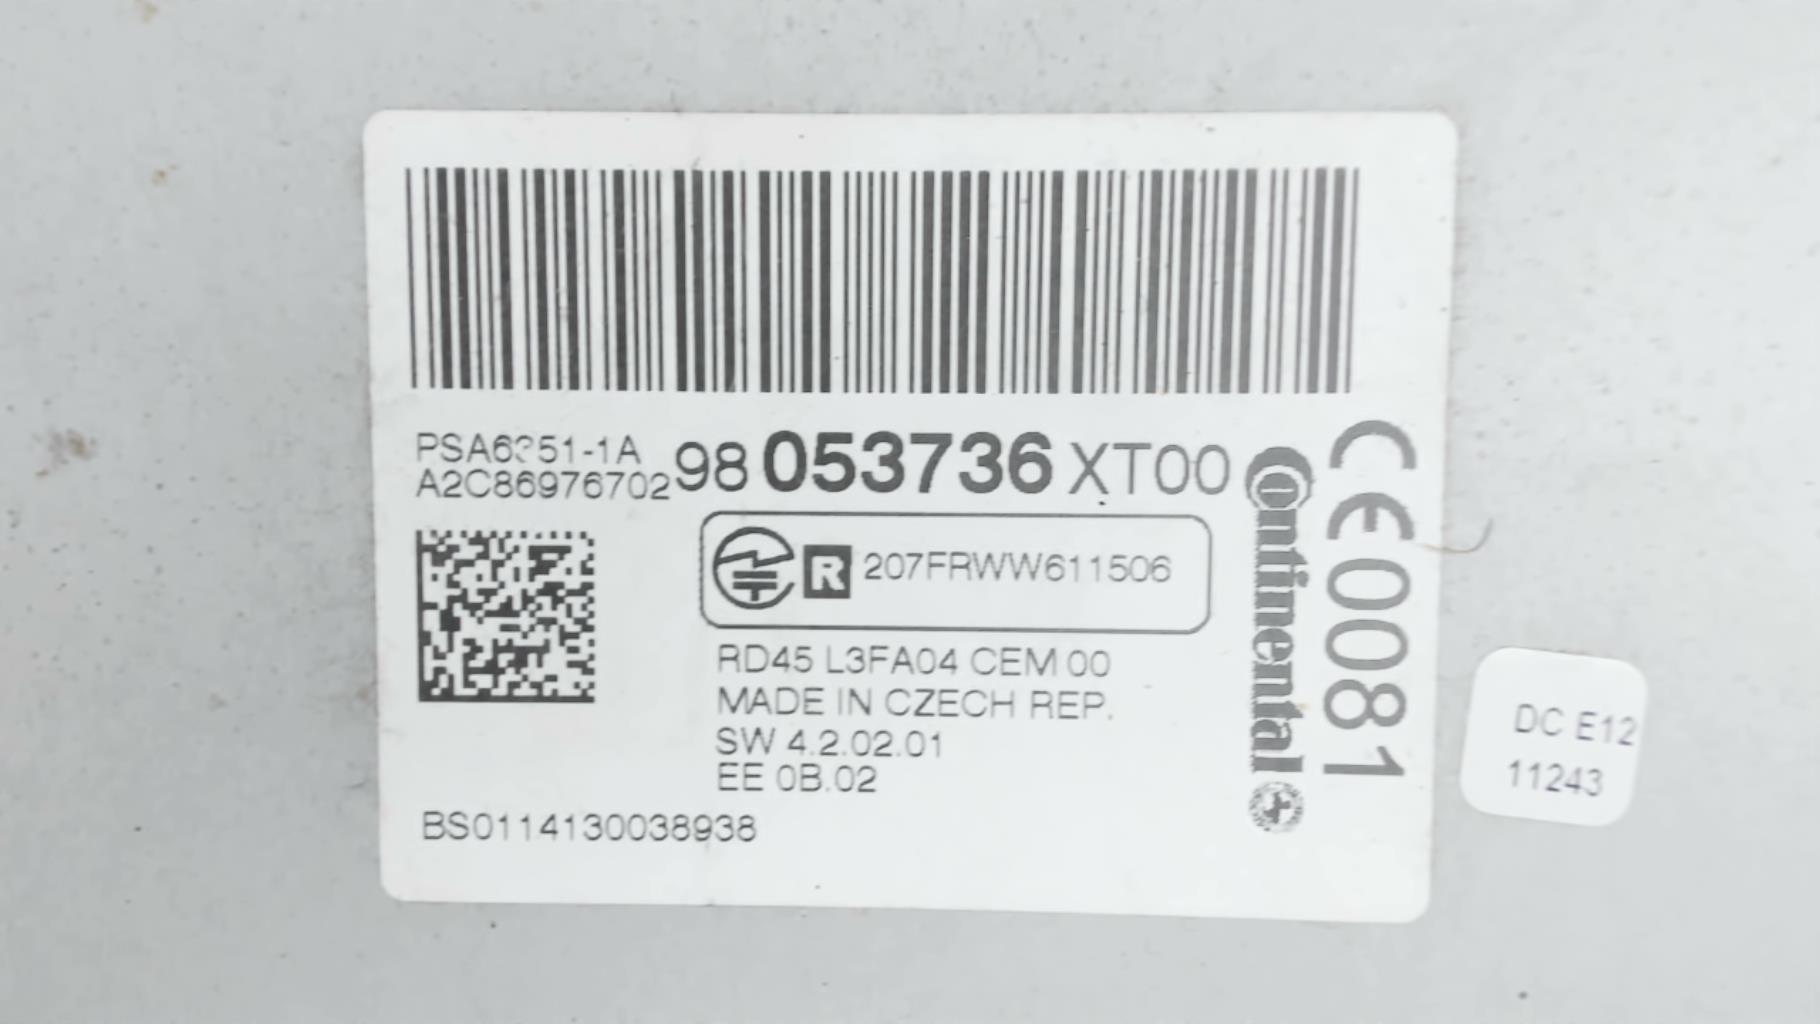 PSA6351-1A
A2C86976702
98 053736 XT00
R 207FRWW611506
RD45 L3FA04 CEM 00
MADE IN CZECH REP.
SW 4.2.02.01
EE 0B.02
BS0114130038938
Continental
CE0081
DC E12
11243